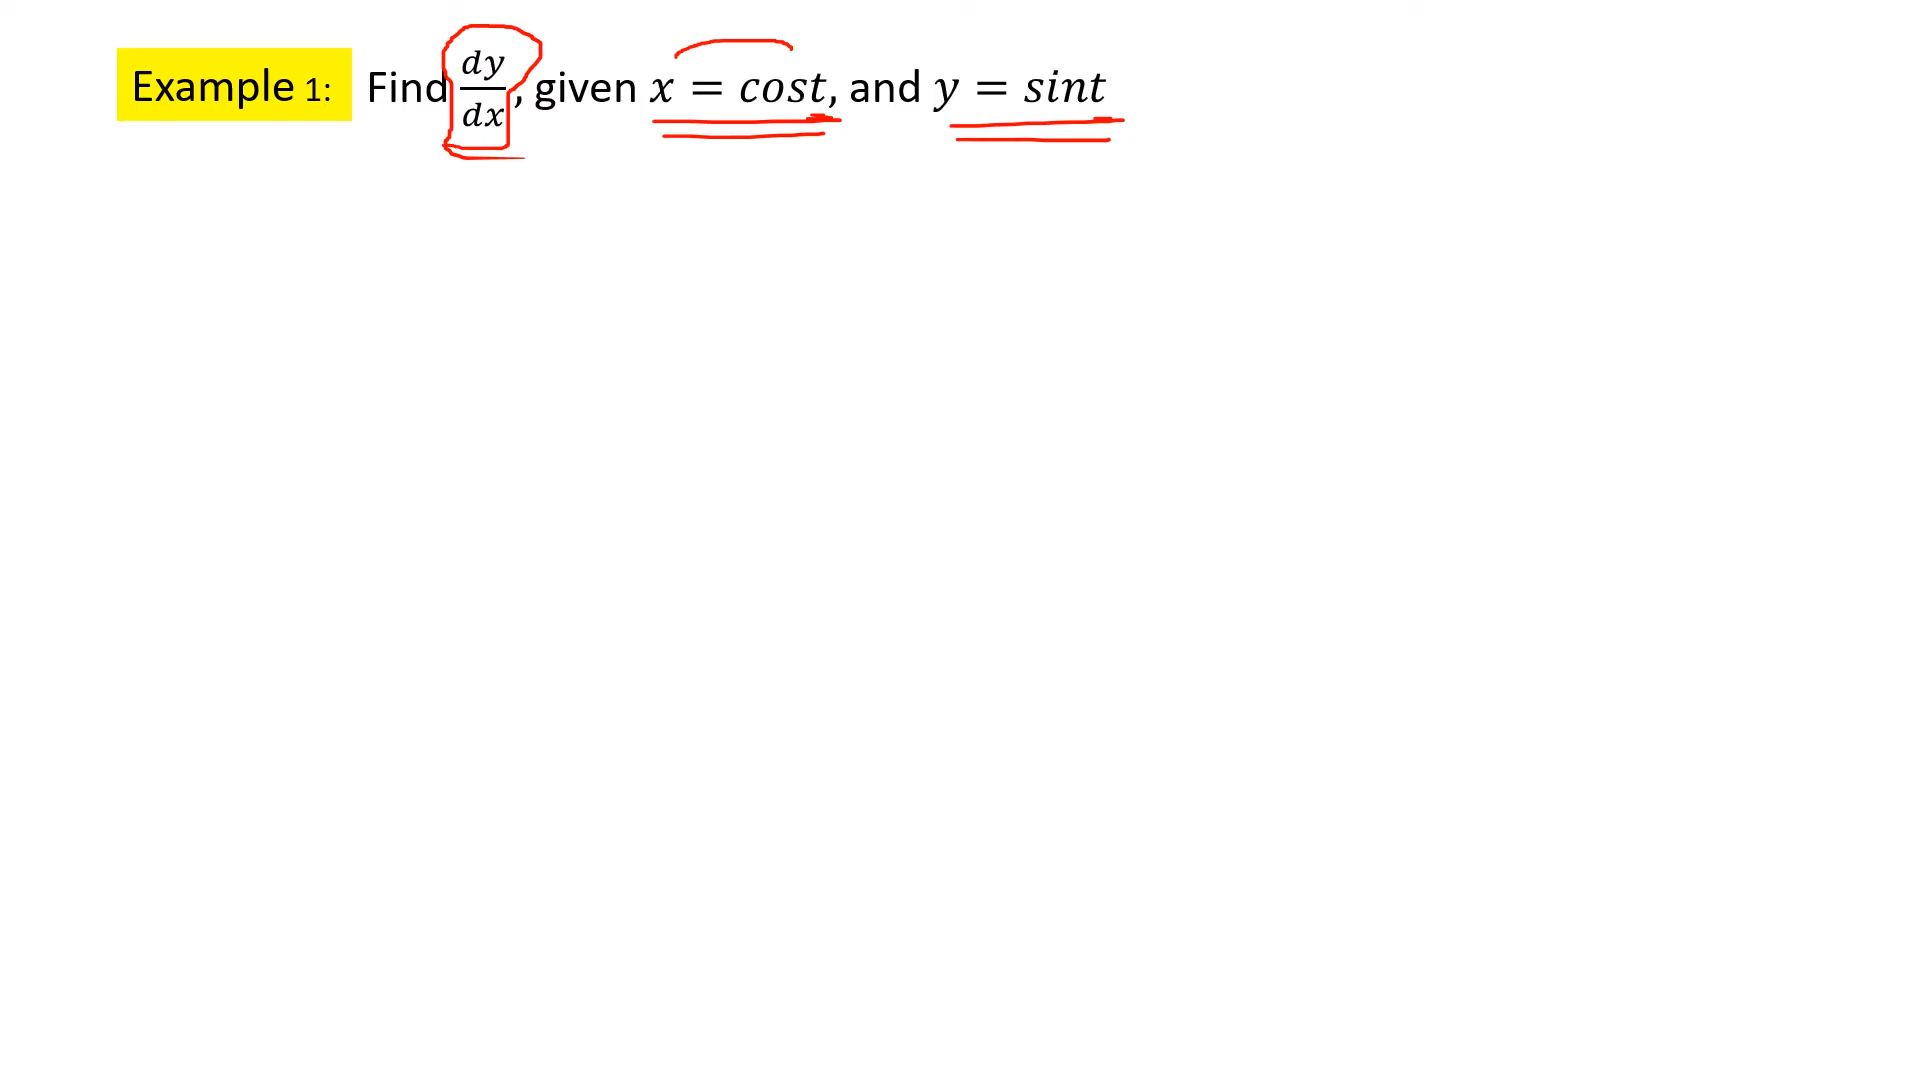 Example 1: Find dy/dx, given x = cost, and y = sint